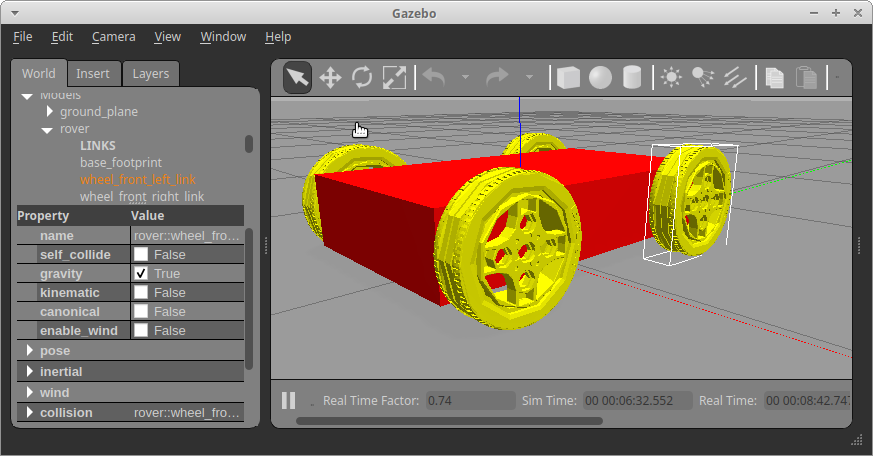 Gazebo
File Edit Camera View Window Help
World Insert Layers
Models
ground_plane
rover
LINKS
base_footprint
wheel_front_left_link
wheel_front_right_link
Property Value
name rover::wheel_fro...
self_collide False
gravity True
kinematic False
canonical False
enable_wind False
pose
inertial
wind
collision rover::wheel_fro...
Real Time Factor: 0.74 Sim Time: 00 00:06:32.552 Real Time: 00 00:08:42.747